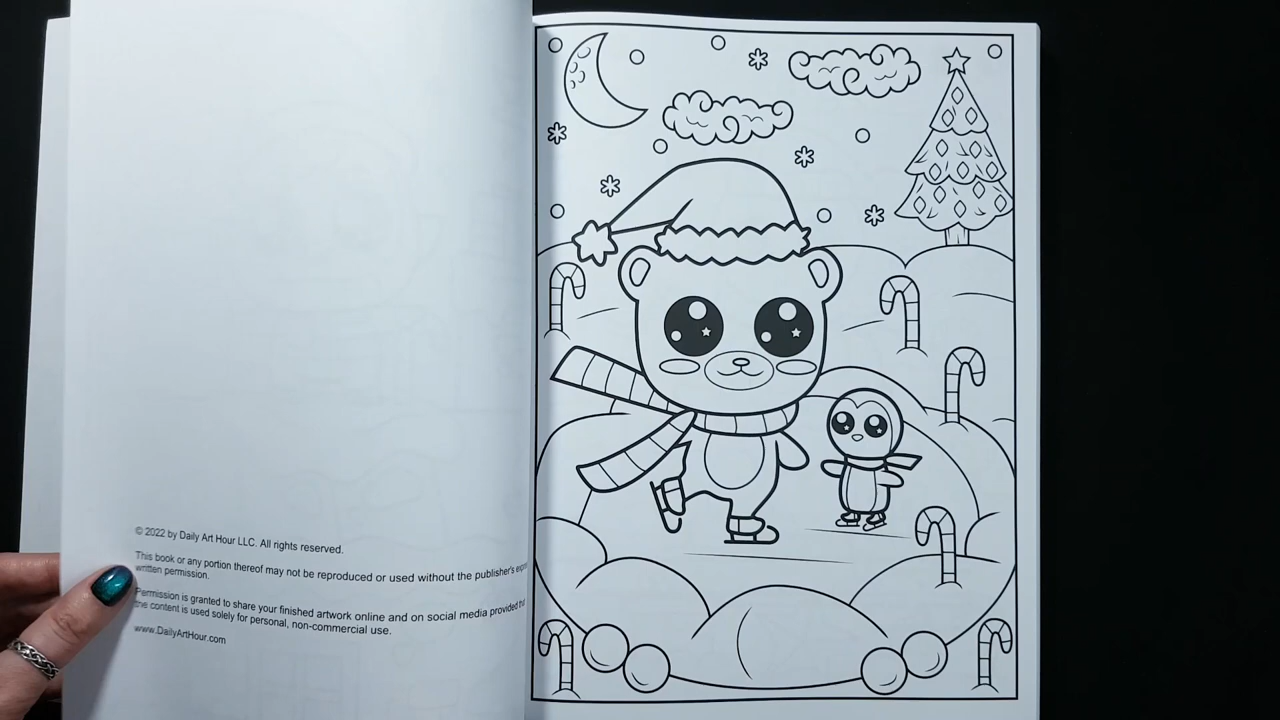 © 2022 by Daily Art Hour LLC. All rights reserved.
This book or any portion thereof may not be reproduced or used without the publisher's
written permission.
Permission is granted to share your finished artwork online and on social media provided
the content is used solely for personal, non-commercial use.
www.DailyArtHour.com